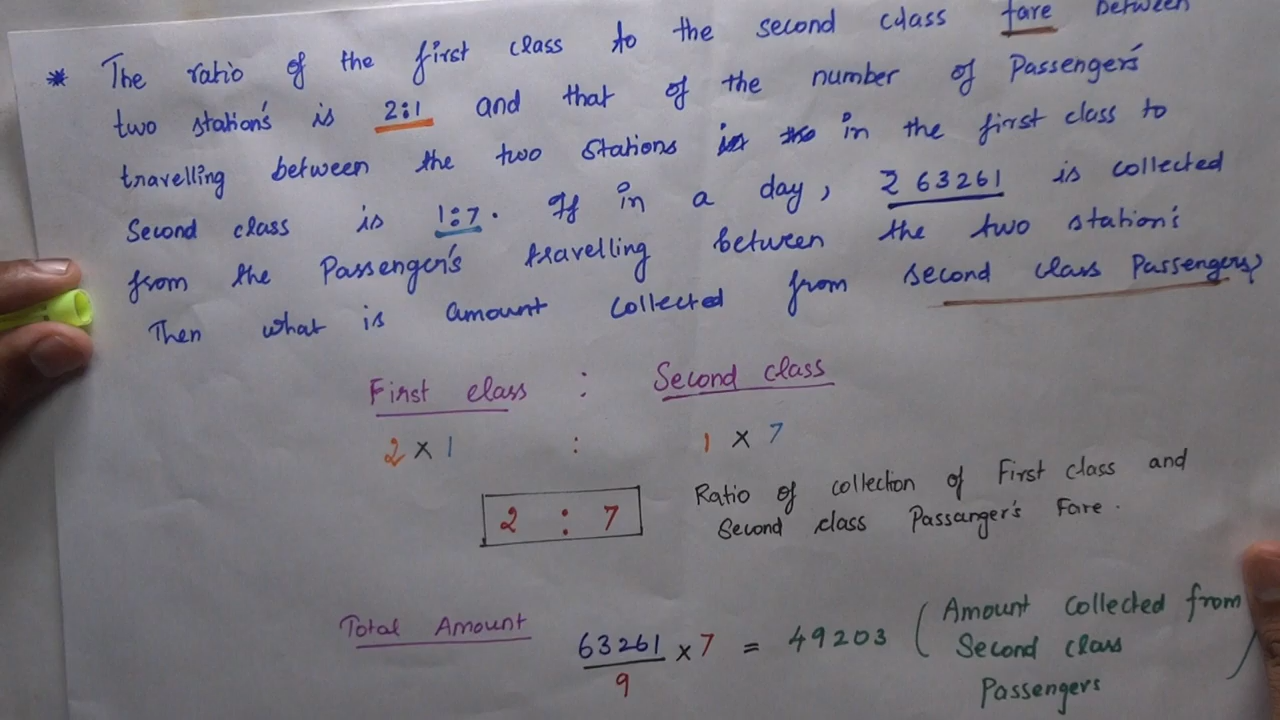 * The ratio of the first class to the second class fare between
two station's is 2:1 and that of the number of Passenger's
travelling between the two stations in the first class to
Second class is 1:7. If in a day, ₹ 63261 is collected
from the Passenger's travelling between the two station's
Then what is amount collected from second class Passengers?
First class : Second class
2 × 1 : 1 × 7
2 : 7 Ratio of collection of First class and
Second class Passanger's Fare.
Total Amount 63261/9 × 7 = 49203 ( Amount collected from
Second class
Passengers )